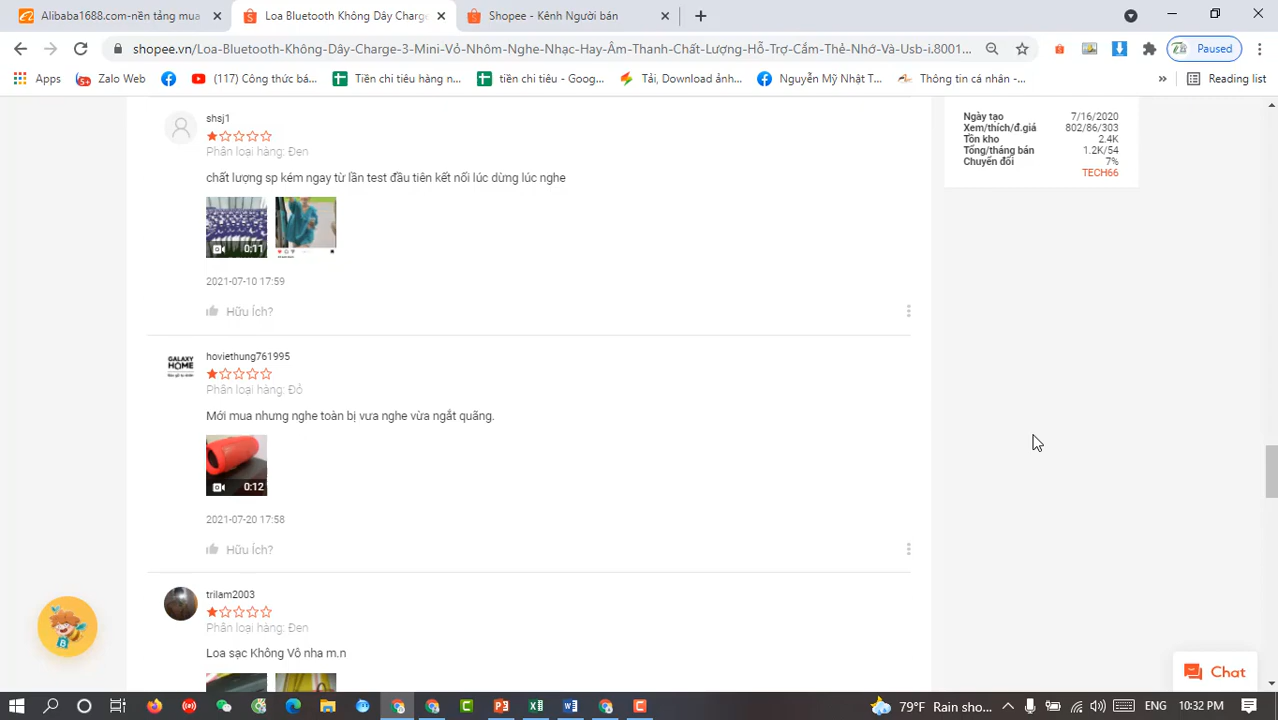 Alibaba1688.com-nền tảng mua
Loa Bluetooth Không Dây Charge
Shopee - Kênh Người bán
shopee.vn/Loa-Bluetooth-Không-Dây-Charge-3-Mini-Vỏ-Nhôm-Nghe-Nhạc-Hay-Âm-Thanh-Chất-Lượng-Hỗ-Trợ-Cắm-Thẻ-Nhớ-Và-Usb-i.8001...
Paused
Apps
Zalo Web
(117) Công thức bá...
Tiền chi tiêu hàng n...
tiền chi tiêu - Goog...
Tải, Download ảnh...
Nguyễn Mỹ Nhật T...
Thông tin cá nhân -...
»
Reading list
shsj1
Phân loại hàng: Đen
chất lượng sp kém ngay từ lần test đầu tiên kết nối lúc dừng lúc nghe
0:11
2021-07-10 17:59
Hữu Ích?
GALAXY
HOME
hoviethung761995
Phân loại hàng: Đỏ
Mới mua nhưng nghe toàn bị vưa nghe vừa ngắt quãng.
0:12
2021-07-20 17:58
Hữu Ích?
trilam2003
Phân loại hàng: Đen
Loa sạc Không Vô nha m.n
Ngày tạo 7/16/2020
Xem/thích/đ.giá 802/86/303
Tồn kho 2.4K
Tổng/tháng bán 1.2K/54
Chuyển đổi 7%
TECH66
Chat
79°F Rain sho...
ENG
10:32 PM